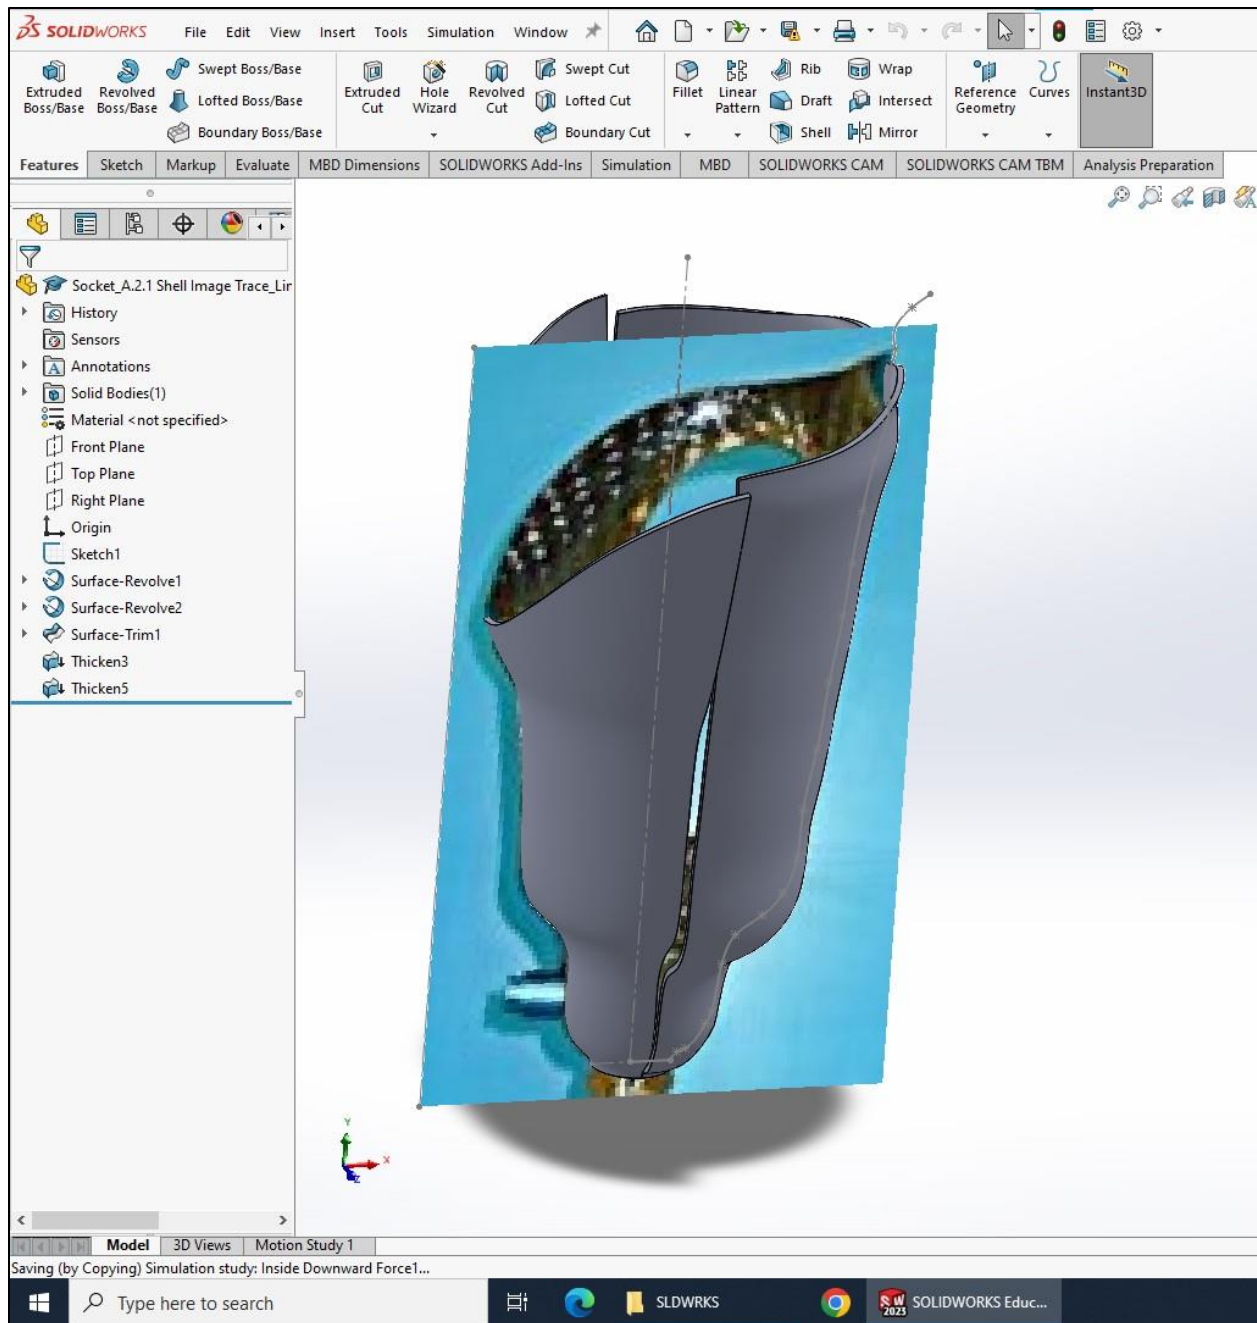 SOLIDWORKS File Edit View Insert Tools Simulation Window
Extruded Boss/Base
Revolved Boss/Base
Swept Boss/Base
Lofted Boss/Base
Boundary Boss/Base
Extruded Cut
Hole Wizard
Revolved Cut
Swept Cut
Lofted Cut
Boundary Cut
Fillet
Linear Pattern
Rib
Draft
Shell
Wrap
Intersect
Mirror
Reference Geometry
Curves
Instant3D
Features Sketch Markup Evaluate MBD Dimensions SOLIDWORKS Add-Ins Simulation MBD SOLIDWORKS CAM SOLIDWORKS CAM TBM Analysis Preparation
Socket_A.2.1 Shell Image Trace_Lir
History
Sensors
Annotations
Solid Bodies(1)
Material <not specified>
Front Plane
Top Plane
Right Plane
Origin
Sketch1
Surface-Revolve1
Surface-Revolve2
Surface-Trim1
Thicken3
Thicken5
Y
X
Z
Model 3D Views Motion Study 1
Saving (by Copying) Simulation study: Inside Downward Force1...
Type here to search SLDWRKS SW 2023 SOLIDWORKS Educ...